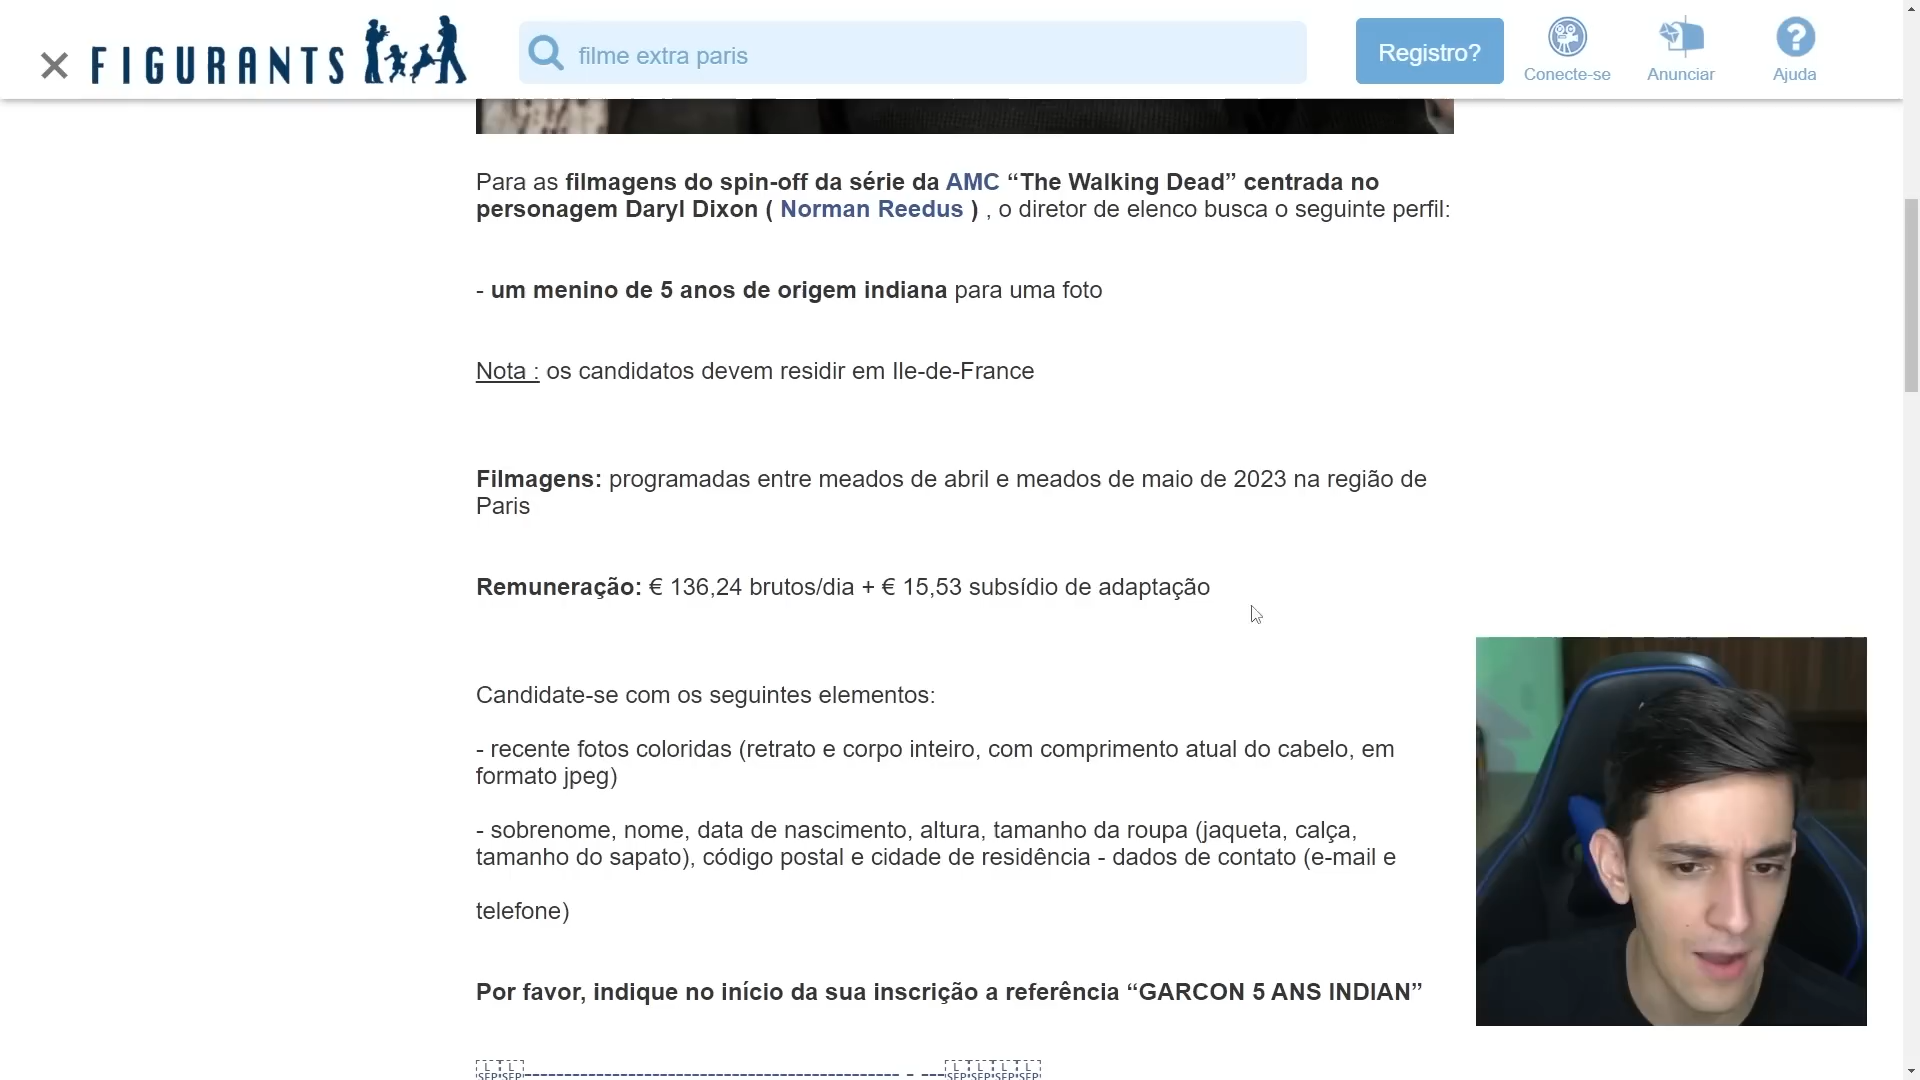 FIGURANTS
filme extra paris
Registro?
Conecte-se
Anunciar
?
Ajuda
Para as filmagens do spin-off da série da AMC “The Walking Dead” centrada no
personagem Daryl Dixon ( Norman Reedus ) , o diretor de elenco busca o seguinte perfil:
- um menino de 5 anos de origem indiana para uma foto
Nota : os candidatos devem residir em Ile-de-France
Filmagens: programadas entre meados de abril e meados de maio de 2023 na região de
Paris
Remuneração: € 136,24 brutos/dia + € 15,53 subsídio de adaptação
Candidate-se com os seguintes elementos:
- recente fotos coloridas (retrato e corpo inteiro, com comprimento atual do cabelo, em
formato jpeg)
- sobrenome, nome, data de nascimento, altura, tamanho da roupa (jaqueta, calça,
tamanho do sapato), código postal e cidade de residência - dados de contato (e-mail e
telefone)
Por favor, indique no início da sua inscrição a referência “GARCON 5 ANS INDIAN”
L SEP L SEP------------------------------------------ - ---L SEP L SEP L SEP L SEP